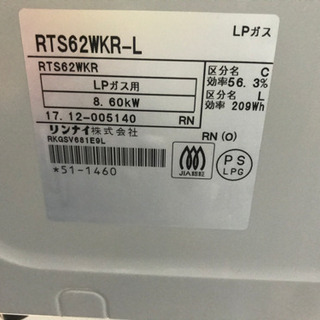 LPガス
RTS62WKR-L
RTS62WKR
区分名 C
LPガス用
効率56.3%
8.60kW
区分名 L
効率 209Wh
17.12-005140 RN
リンナイ株式会社
RN(O)
RKGSV681E9L
*51-1460
JIA
PS
LPG